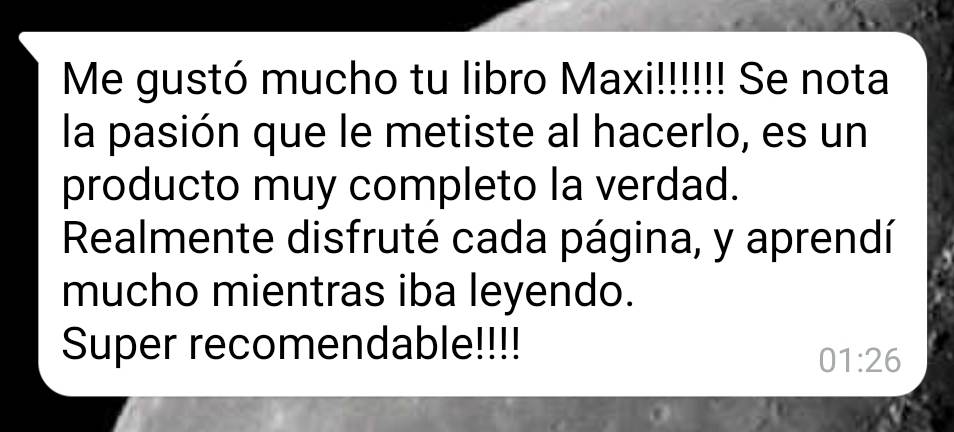 Me gustó mucho tu libro Maxi!!!!!! Se nota
la pasión que le metiste al hacerlo, es un
producto muy completo la verdad.
Realmente disfruté cada página, y aprendí
mucho mientras iba leyendo.
Super recomendable!!!!
01:26